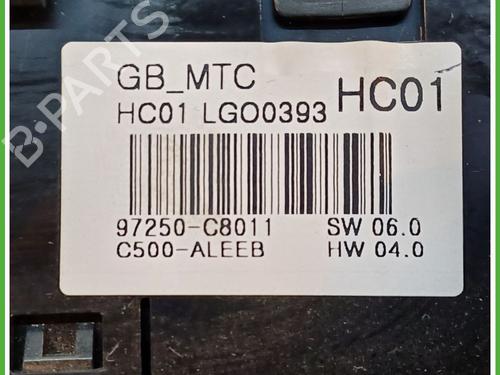 B-PARTS
GB_MTC
HC01
HC01 LGO0393
97250-C8011 SW 06.0
C500-ALEEB HW 04.0